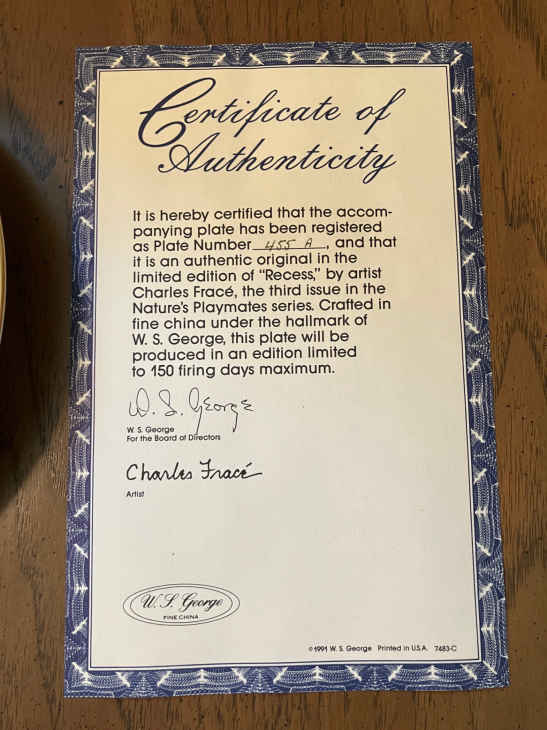 Certificate of
Authenticity
It is hereby certified that the accom-
panying plate has been registered
as Plate Number 455 A, and that
it is an authentic original in the
limited edition of "Recess," by artist
Charles Fracé, the third issue in the
Nature's Playmates series. Crafted in
fine china under the hallmark of
W. S. George, this plate will be
produced in an edition limited
to 150 firing days maximum.
W. S. George
W. S. George
For the Board of Directors
Charles Fracé
Artist
W. S. George
FINE CHINA
©1991 W. S. George Printed in U.S.A. 7483-C